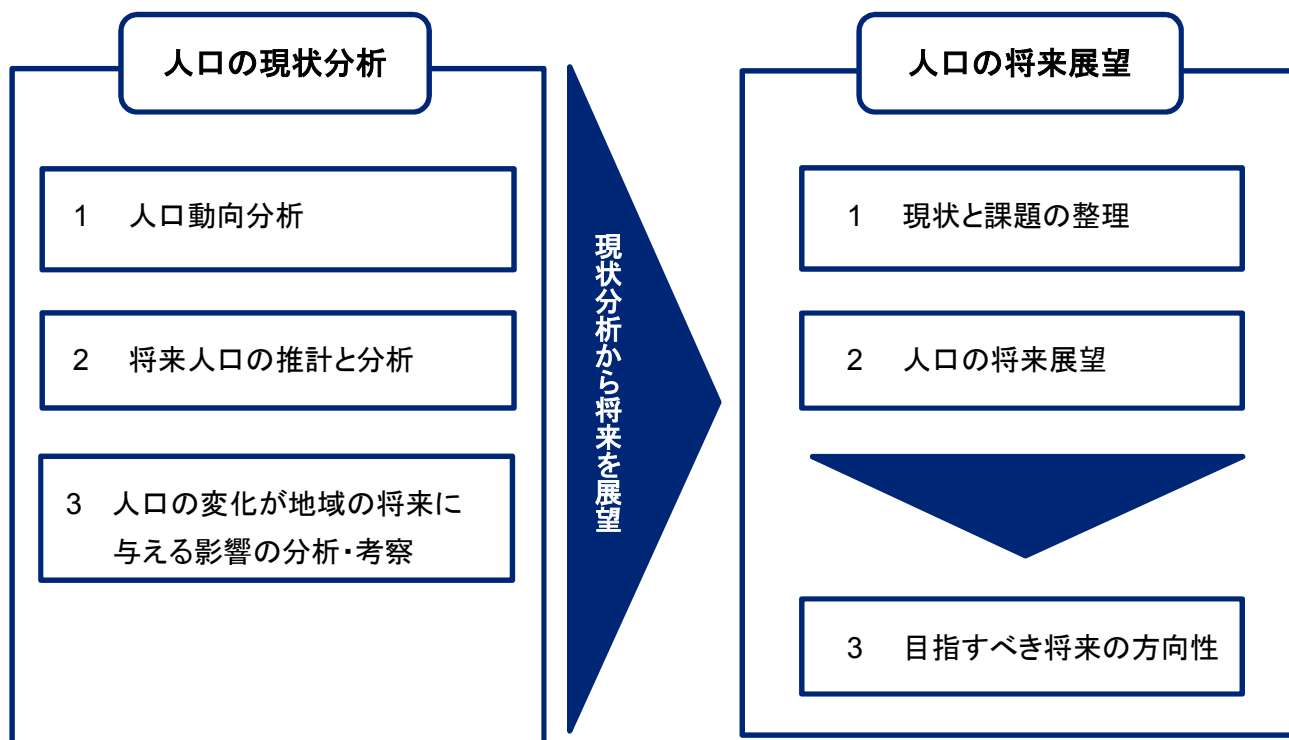 人口の現状分析
1 人口動向分析
2 将来人口の推計と分析
3 人口の変化が地域の将来に
与える影響の分析・考察
現状分析から将来を展望
人口の将来展望
1 現状と課題の整理
2 人口の将来展望
3 目指すべき将来の方向性